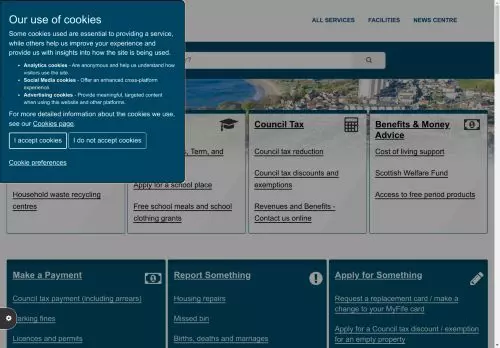 Our use of cookies
Some cookies used are essential to providing a service,
while others help us improve your experience and
provide us with insights into how the site is being used.
Analytics cookies - Are anonymous and help us understand how
visitors use the site.
Social Media cookies - Offer an enhanced cross-platform
experience
Advertising cookies - Provide meaningful, targeted content
when using this website and other platforms.
For more detailed information about the cookies we use,
see our Cookies page.
I accept cookies
I do not accept cookies
Cookie preferences
ALL SERVICES
FACILITIES
NEWS CENTRE
Household waste recycling
centres
, Term, and
Apply for a school place
Free school meals and school
clothing grants
Council Tax
Council tax reduction
Council tax discounts and
exemptions
Revenues and Benefits -
Contact us online
Benefits & Money
Advice
Cost of living support
Scottish Welfare Fund
Access to free period products
Make a Payment
Council tax payment (including arrears)
Parking fines
Licences and permits
Report Something
Housing repairs
Missed bin
Births, deaths and marriages
Apply for Something
Request a replacement card / make a
change to your MyFife card
Apply for a Council tax discount / exemption
for an empty property